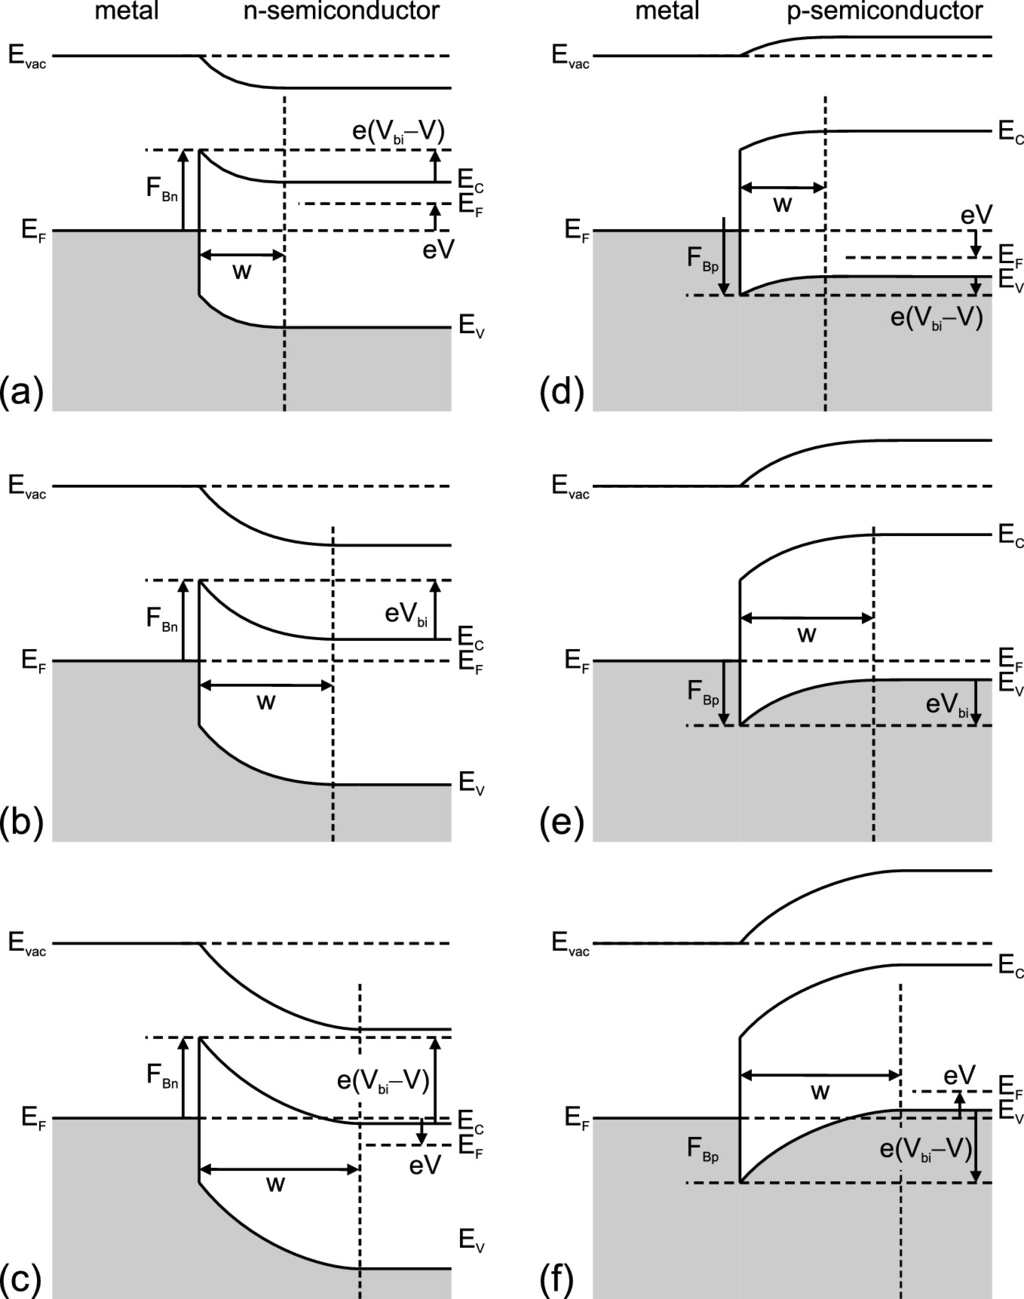 metal n-semiconductor
E_vac
e(V_bi–V)
F_Bn
E_C
E_F
E_F
eV
w
E_V
(a)
E_vac
F_Bn
eV_bi
E_C
E_F
E_F
w
E_V
(b)
E_vac
F_Bn
e(V_bi–V)
E_F
E_C
E_F
eV
w
E_V
(c)
metal p-semiconductor
E_vac
E_C
w
eV
E_F
F_Bp
E_F
E_V
e(V_bi–V)
(d)
E_vac
E_C
w
E_F
E_F
F_Bp
E_V
eV_bi
(e)
E_vac
E_C
w
eV
E_F
E_F
E_V
F_Bp
e(V_bi–V)
(f)